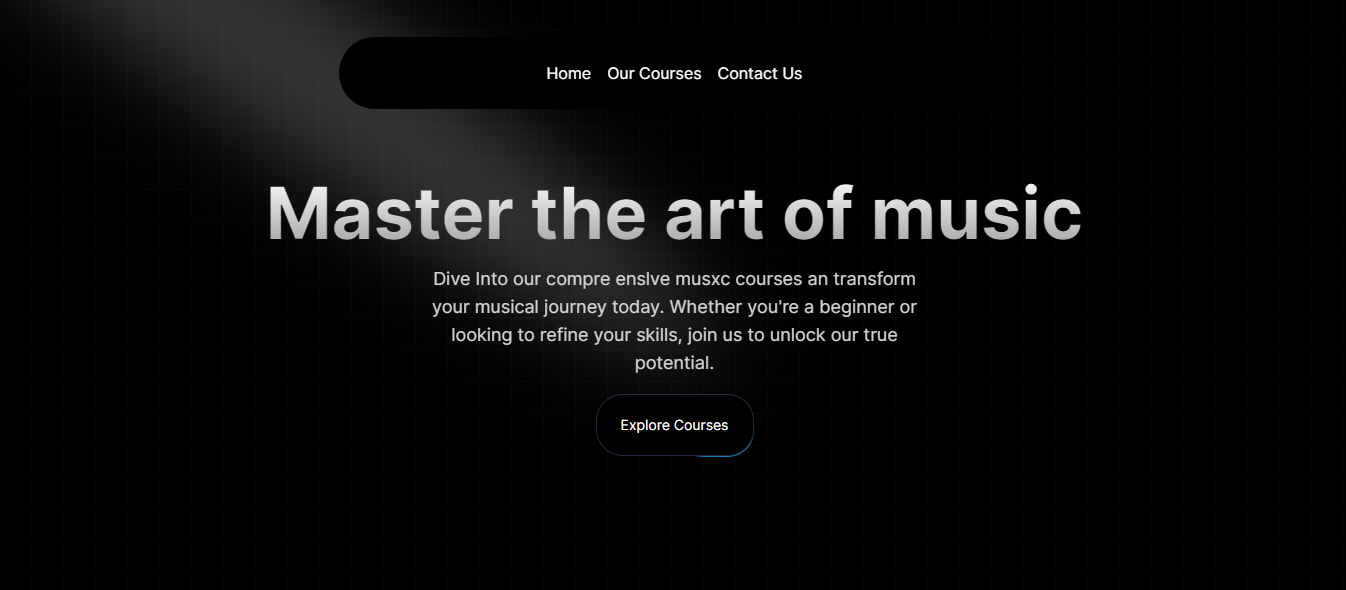 Home Our Courses Contact Us
Master the art of music
Dive Into our compre enslve musxc courses an transform
your musical journey today. Whether you're a beginner or
looking to refine your skills, join us to unlock our true
potential.
Explore Courses